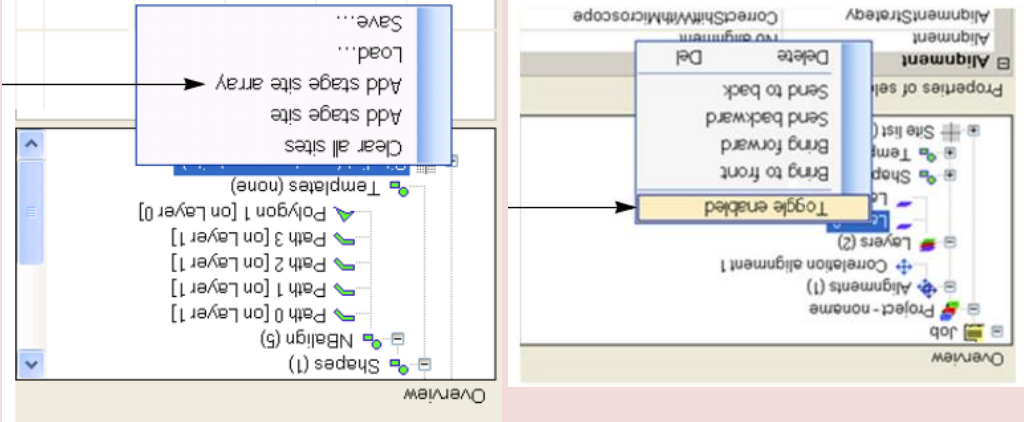 Overview
Job
Project - noname
Alignments (1)
Correlation alignment 1
Layers (2)
La
Toggle enabled
La
Bring to front
Shap
Bring forward
Temp
Send backward
Site list (
Send to back
Properties of sele
Delete Del
Alignment
Alignment No alignment
AlignmentStrategy CorrectShiftWithMicroscope
Overview
Shapes (1)
NBalign (5)
Path 0 [on Layer 1]
Path 1 [on Layer 1]
Path 2 [on Layer 1]
Path 3 [on Layer 1]
Polygon 1 [on Layer 0]
Templates (none)
Clear all sites
Add stage site
Add stage site array
Load...
Save...